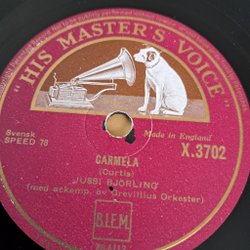 "HIS MASTER'S VOICE"
Svensk
SPEED 78
Made in England
X.3702
CARMELA
(Curtis)
JUSSI BJÖRLING
(med ackomp. av Grevillius Orkester)
B.I.E.M.